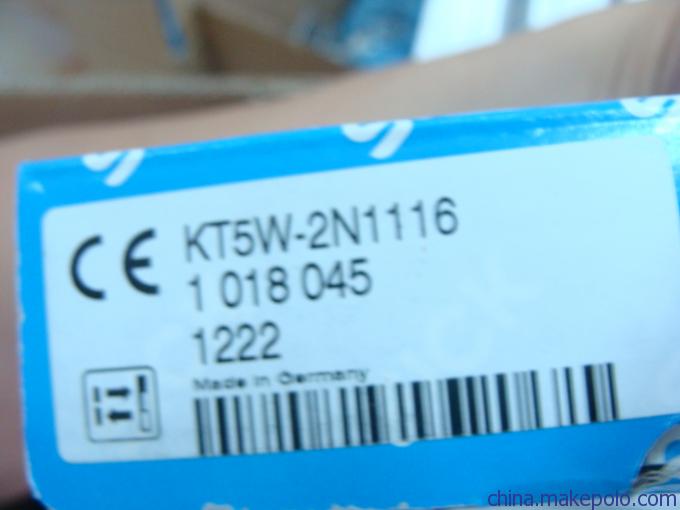 CE
KT5W-2N1116
1 018 045
1222
Made in Germany
china.makepolo.com